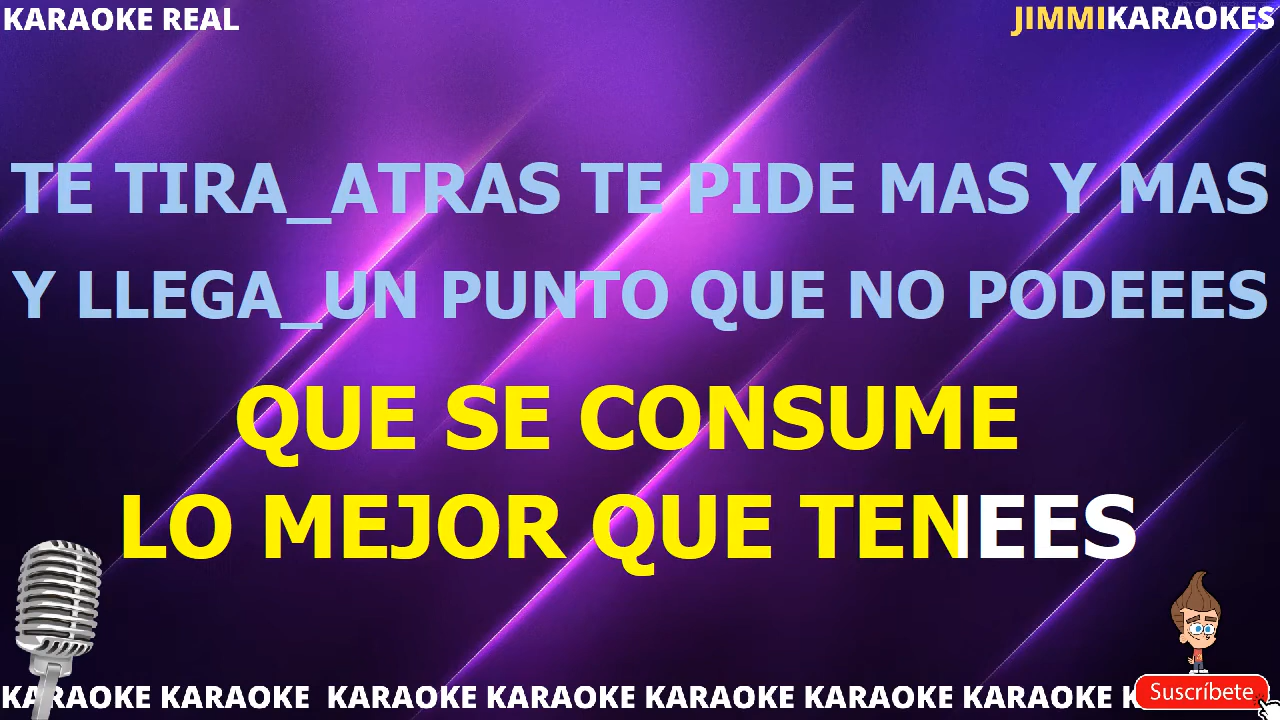 KARAOKE REAL
JIMMIKARAOKES
TE TIRA_ATRAS TE PIDE MAS Y MAS
Y LLEGA_UN PUNTO QUE NO PODEEES
QUE SE CONSUME
LO MEJOR QUE TENEES
KARAOKE KARAOKE KARAOKE KARAOKE KARAOKE KARAOKE KARAOKE K
Suscríbete